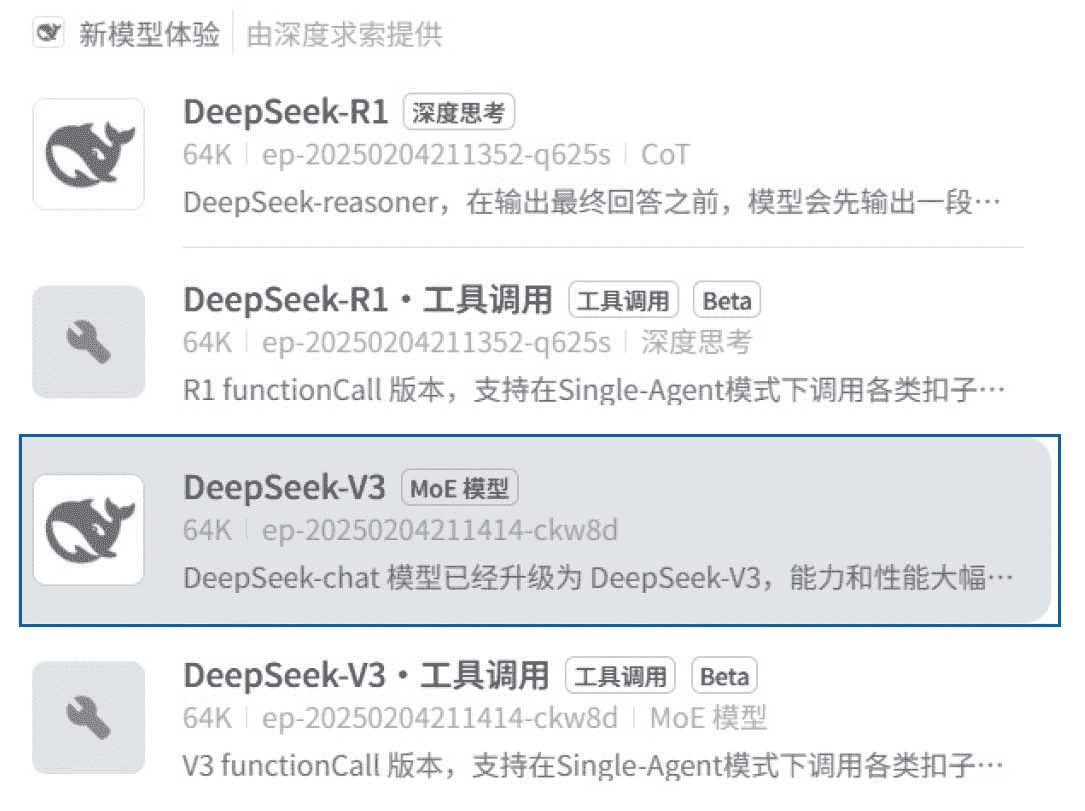 新模型体验 | 由深度求索提供
DeepSeek-R1 深度思考
64K | ep-20250204211352-q625s | CoT
DeepSeek-reasoner，在输出最终回答之前，模型会先输出一段…
DeepSeek-R1·工具调用 工具调用 Beta
64K | ep-20250204211352-q625s | 深度思考
R1 functionCall 版本，支持在Single-Agent模式下调用各类扣子…
DeepSeek-V3 MoE 模型
64K | ep-20250204211414-ckw8d
DeepSeek-chat 模型已经升级为 DeepSeek-V3，能力和性能大幅…
DeepSeek-V3·工具调用 工具调用 Beta
64K | ep-20250204211414-ckw8d | MoE 模型
V3 functionCall 版本，支持在Single-Agent模式下调用各类扣子…